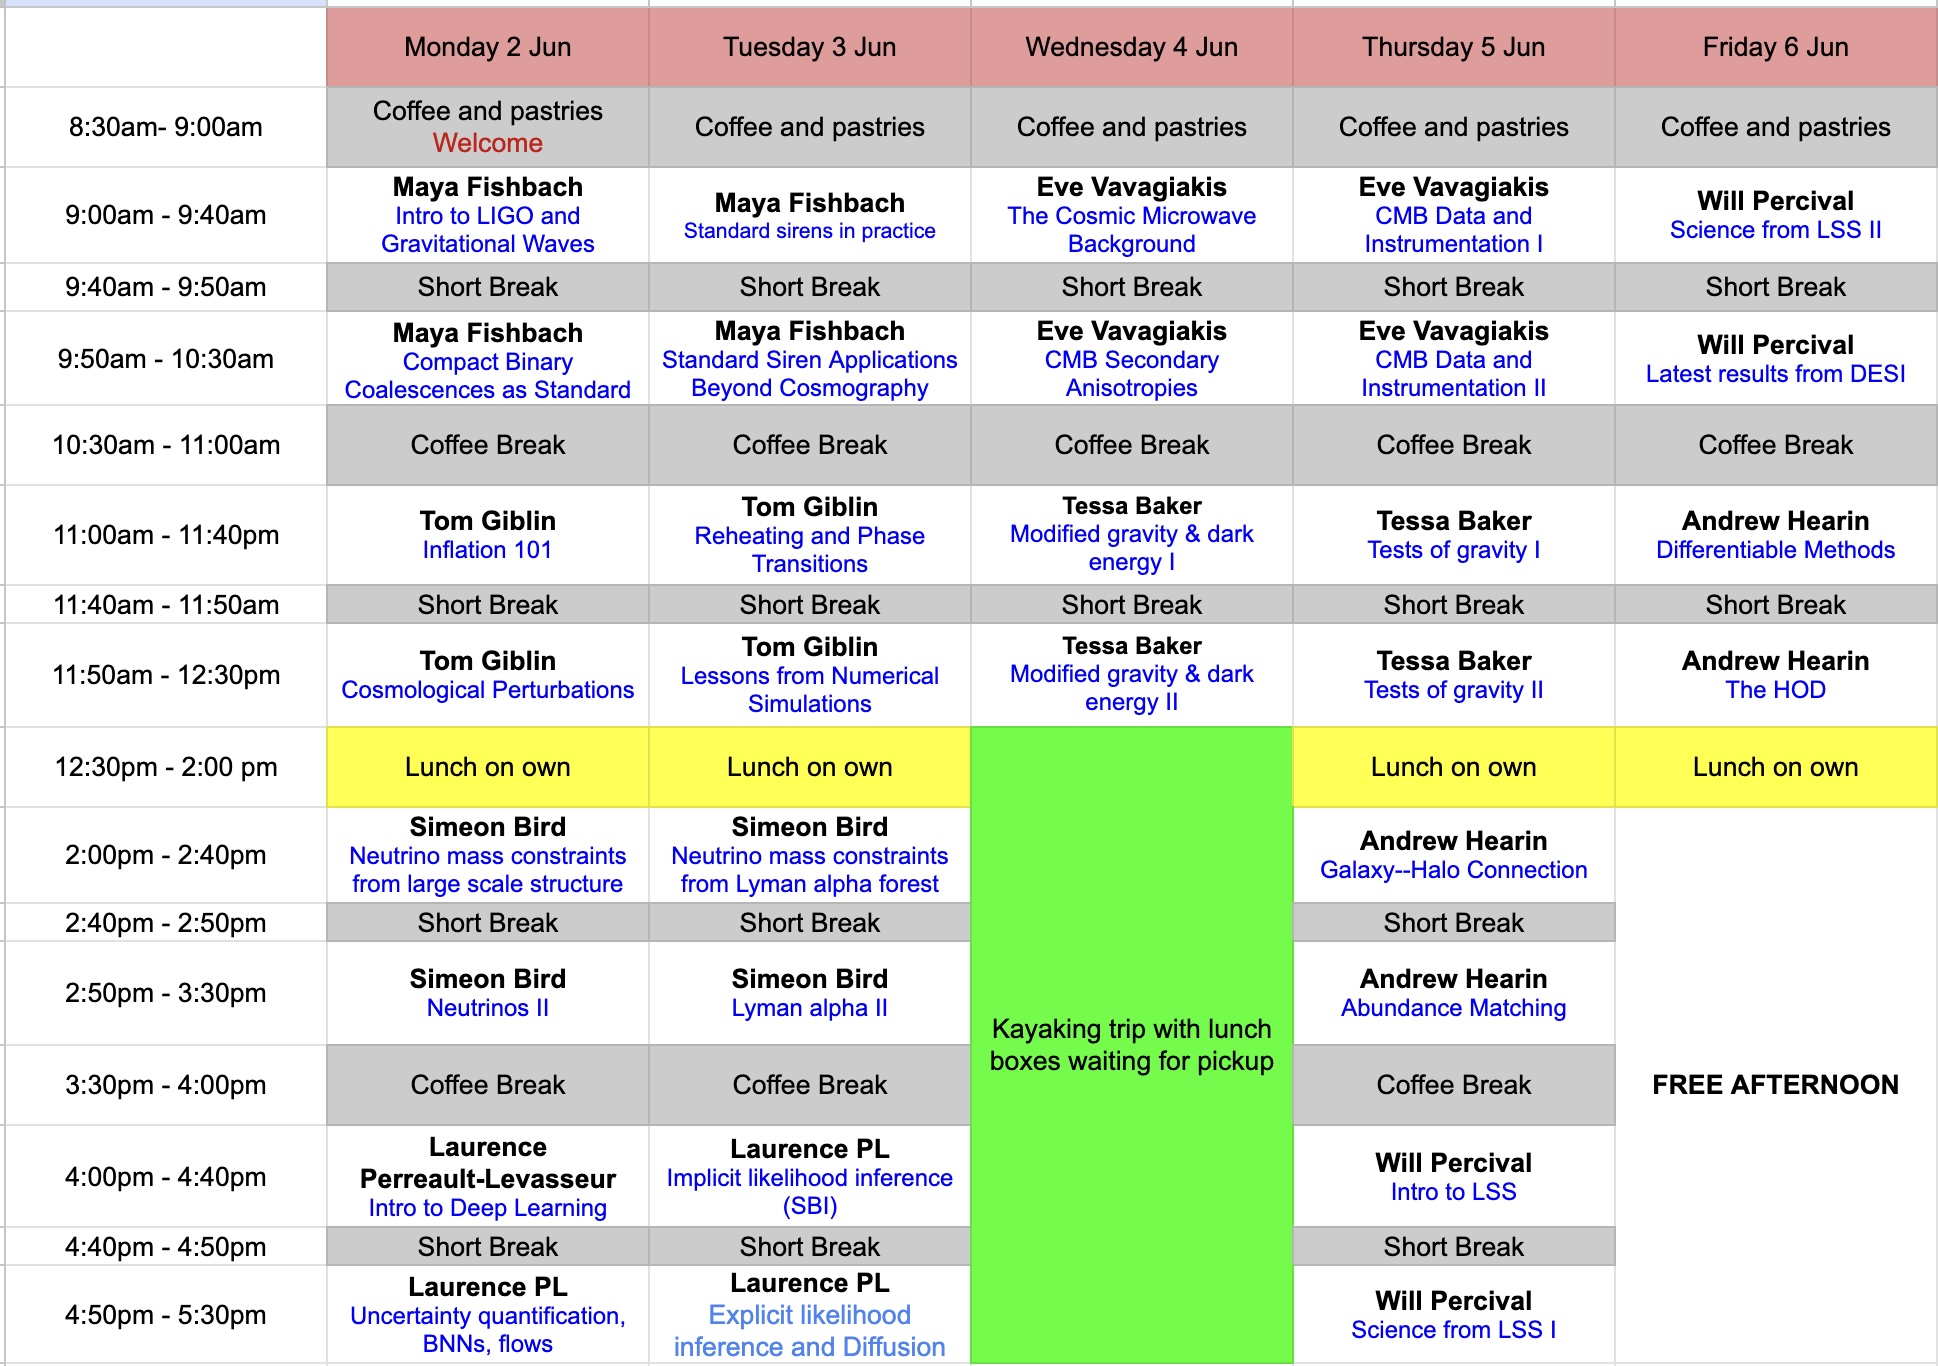 Monday 2 Jun
Tuesday 3 Jun
Wednesday 4 Jun
Thursday 5 Jun
Friday 6 Jun
8:30am- 9:00am
Coffee and pastries
Welcome
Coffee and pastries
Coffee and pastries
Coffee and pastries
Coffee and pastries
9:00am - 9:40am
Maya Fishbach
Intro to LIGO and
Gravitational Waves
Maya Fishbach
Standard sirens in practice
Eve Vavagiakis
The Cosmic Microwave
Background
Eve Vavagiakis
CMB Data and
Instrumentation I
Will Percival
Science from LSS II
9:40am - 9:50am
Short Break
Short Break
Short Break
Short Break
Short Break
9:50am - 10:30am
Maya Fishbach
Compact Binary
Coalescences as Standard
Maya Fishbach
Standard Siren Applications
Beyond Cosmography
Eve Vavagiakis
CMB Secondary
Anisotropies
Eve Vavagiakis
CMB Data and
Instrumentation II
Will Percival
Latest results from DESI
10:30am - 11:00am
Coffee Break
Coffee Break
Coffee Break
Coffee Break
Coffee Break
11:00am - 11:40pm
Tom Giblin
Inflation 101
Tom Giblin
Reheating and Phase
Transitions
Tessa Baker
Modified gravity & dark
energy I
Tessa Baker
Tests of gravity I
Andrew Hearin
Differentiable Methods
11:40am - 11:50am
Short Break
Short Break
Short Break
Short Break
Short Break
11:50am - 12:30pm
Tom Giblin
Cosmological Perturbations
Tom Giblin
Lessons from Numerical
Simulations
Tessa Baker
Modified gravity & dark
energy II
Tessa Baker
Tests of gravity II
Andrew Hearin
The HOD
12:30pm - 2:00 pm
Lunch on own
Lunch on own
Lunch on own
Lunch on own
2:00pm - 2:40pm
Simeon Bird
Neutrino mass constraints
from large scale structure
Simeon Bird
Neutrino mass constraints
from Lyman alpha forest
Andrew Hearin
Galaxy--Halo Connection
2:40pm - 2:50pm
Short Break
Short Break
Short Break
2:50pm - 3:30pm
Simeon Bird
Neutrinos II
Simeon Bird
Lyman alpha II
Kayaking trip with lunch
boxes waiting for pickup
Andrew Hearin
Abundance Matching
3:30pm - 4:00pm
Coffee Break
Coffee Break
Coffee Break
FREE AFTERNOON
4:00pm - 4:40pm
Laurence
Perreault-Levasseur
Intro to Deep Learning
Laurence PL
Implicit likelihood inference
(SBI)
Will Percival
Intro to LSS
4:40pm - 4:50pm
Short Break
Short Break
Short Break
4:50pm - 5:30pm
Laurence PL
Uncertainty quantification,
BNNs, flows
Laurence PL
Explicit likelihood
inference and Diffusion
Will Percival
Science from LSS I